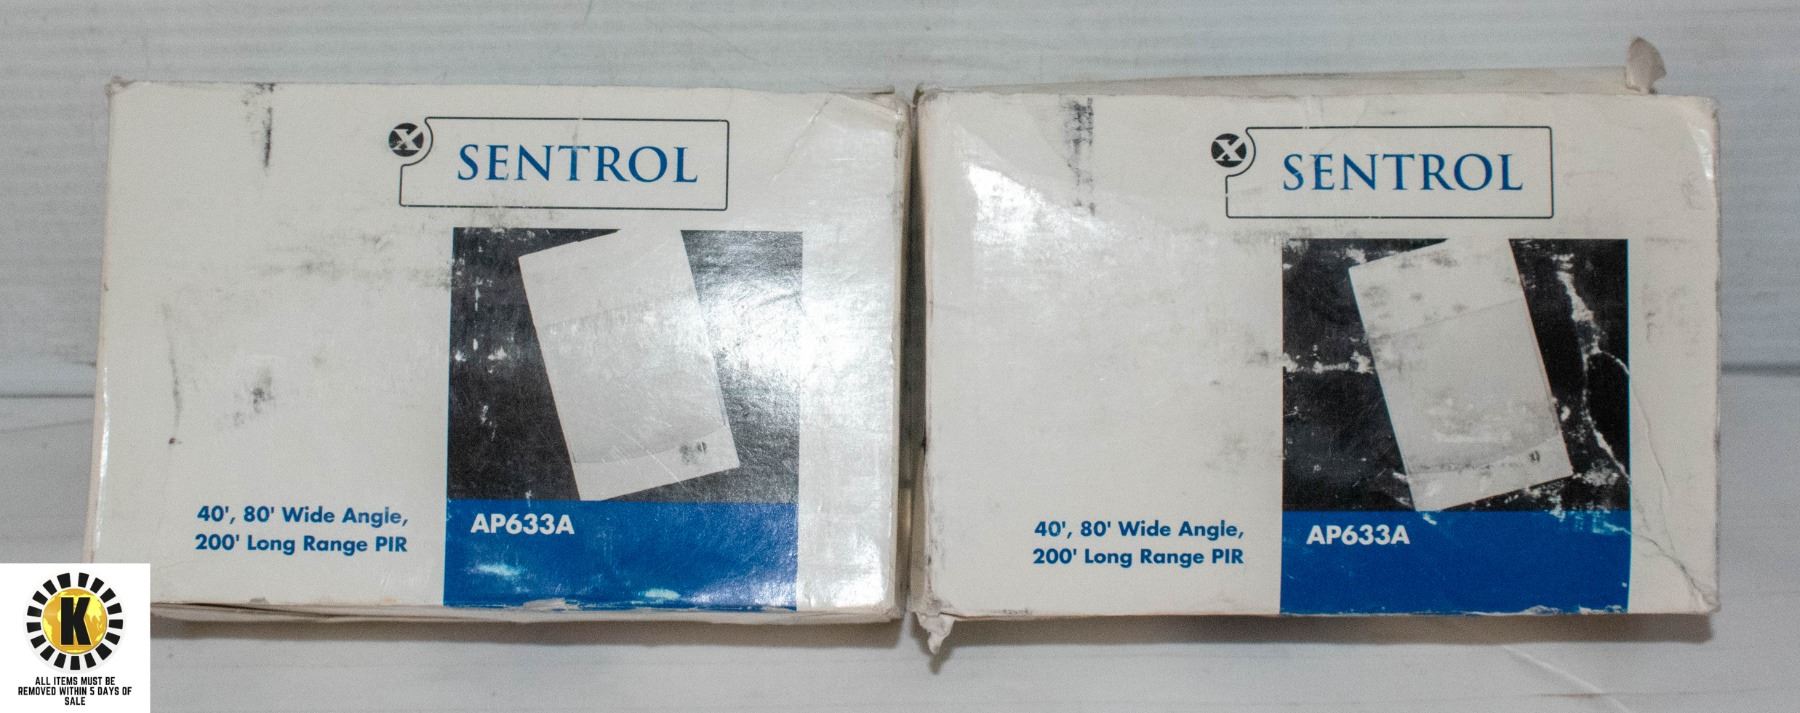 SENTROL
40', 80' Wide Angle,
200' Long Range PIR
AP633A
SENTROL
40', 80' Wide Angle,
200' Long Range PIR
AP633A
K
ALL ITEMS MUST BE
REMOVED WITHIN 5 DAYS OF
SALE